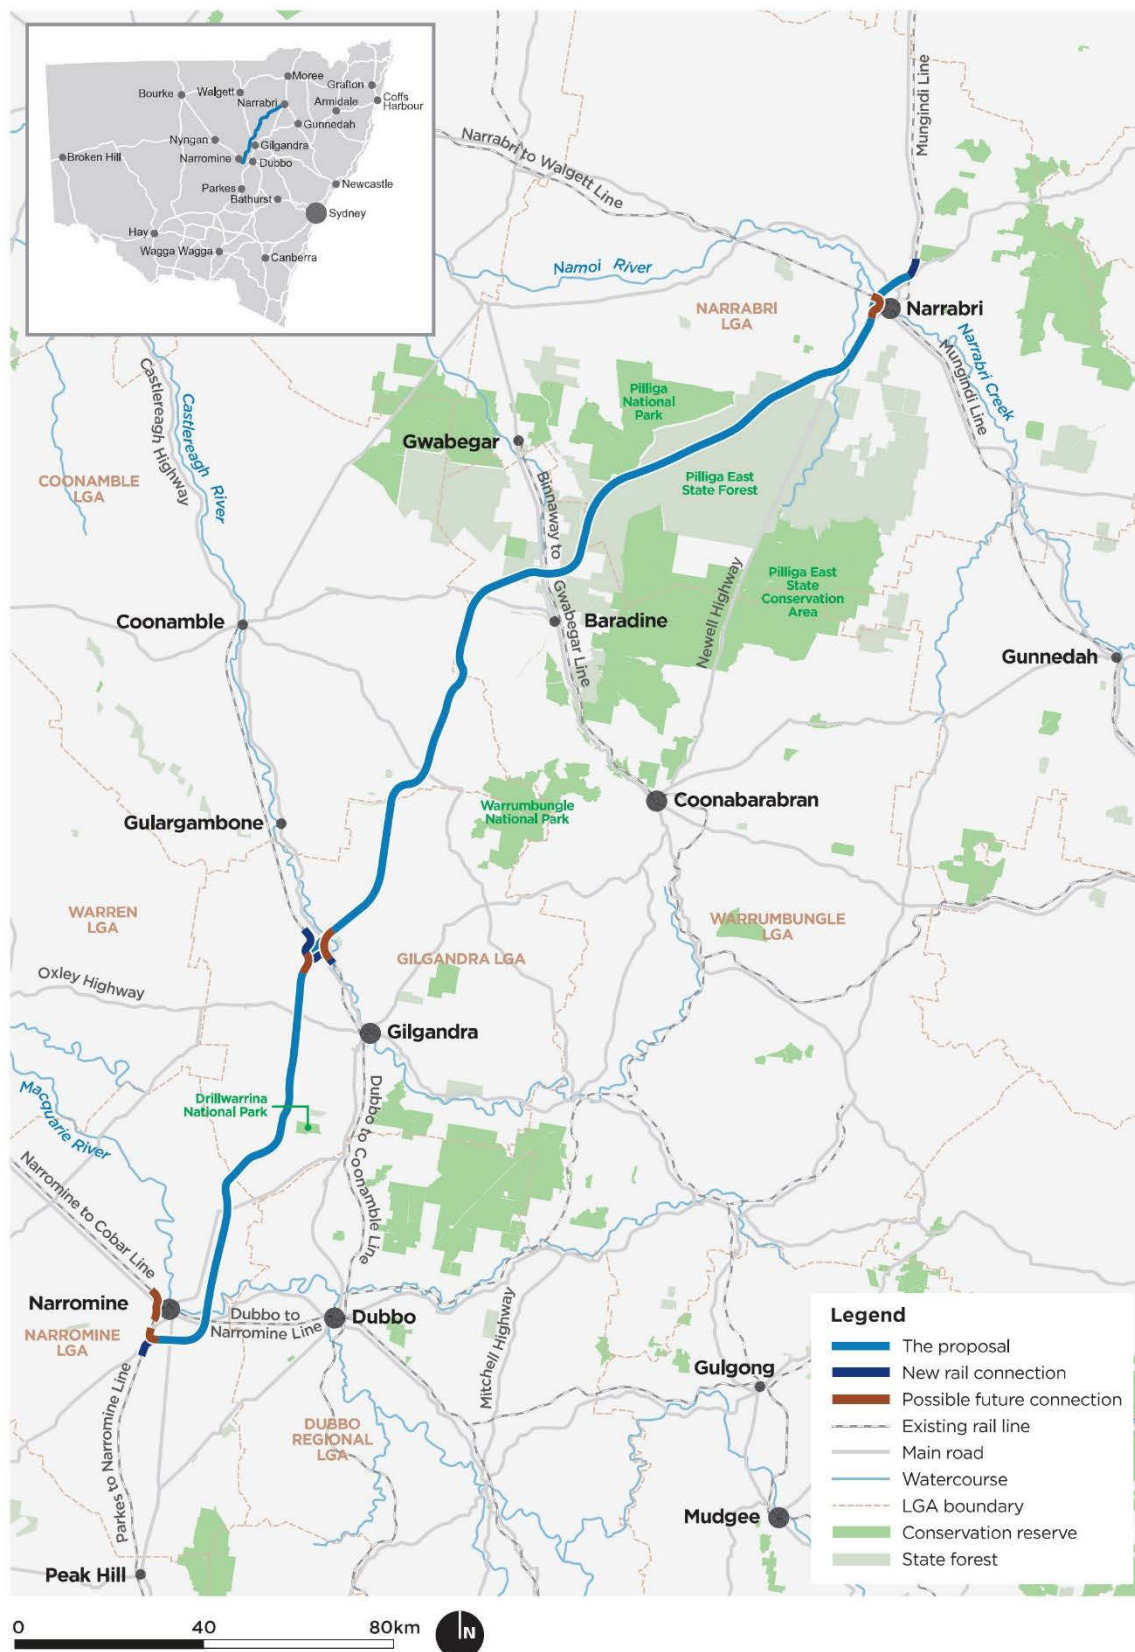 Moree
Bourke
Walgett
Grafton
Narrabri
Armidale
Coffs
Harbour
Gunnedah
Nyngan
Gilgandra
Broken Hill
Narromine
Dubbo
Newcastle
Parkes
Bathurst
Sydney
Hay
Wagga Wagga
Canberra
Mungindi Line
Narrabri to Walgett Line
Namoi River
NARRABRI
LGA
Narrabri
Narrabri Creek
Mungindi Line
Castlereagh Highway
Castlereagh River
Pilliga
National
Park
Gwabegar
COONAMBLE
LGA
Binnaway to
Gwabegar Line
Pilliga East
State Forest
Pilliga East
State
Conservation
Area
Newell Highway
Coonamble
Baradine
Gunnedah
Warrumbungle
National Park
Coonabarabran
Gulargambone
WARREN
LGA
WARRUMBUNGLE
LGA
GILGANDRA LGA
Oxley Highway
Gilgandra
Macquarie River
Drillwarrina
National Park
Dubbo to Coonamble Line
Narromine to Cobar Line
Narromine
NARROMINE
LGA
Dubbo to
Narromine Line
Dubbo
Mitchell Highway
Parkes to Narromine Line
DUBBO
REGIONAL
LGA
Gulgong
Mudgee
Peak Hill
Legend
The proposal
New rail connection
Possible future connection
Existing rail line
Main road
Watercourse
LGA boundary
Conservation reserve
State forest
0 40 80km
N